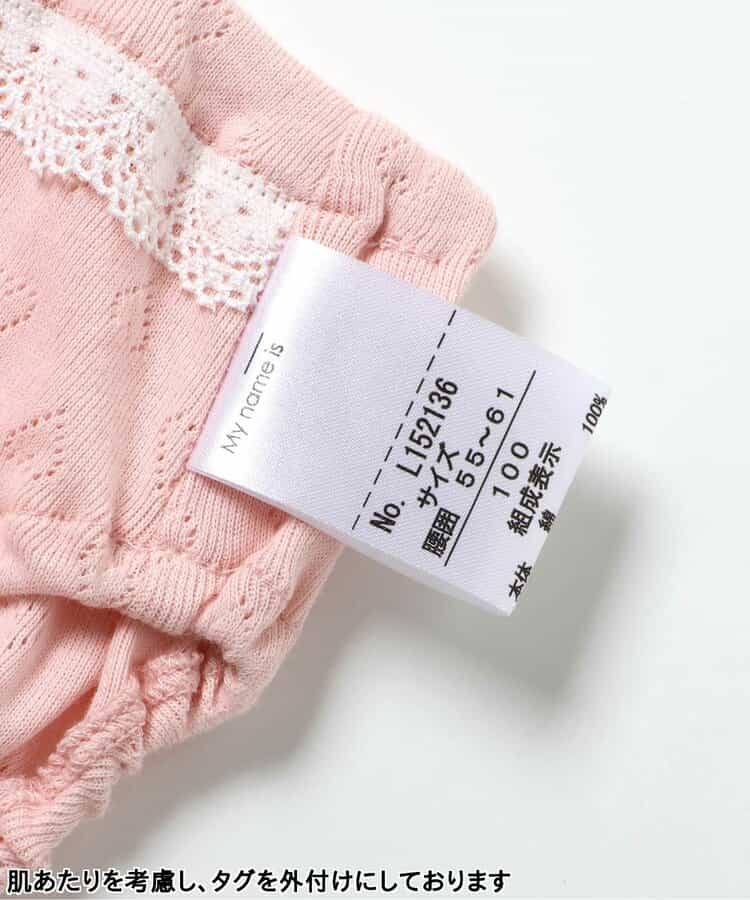 My name is
No. L152136
サイズ
腰囲 55~61
100
組成表示
本体 綿 100%
肌あたりを考慮し、タグを外付けにしております